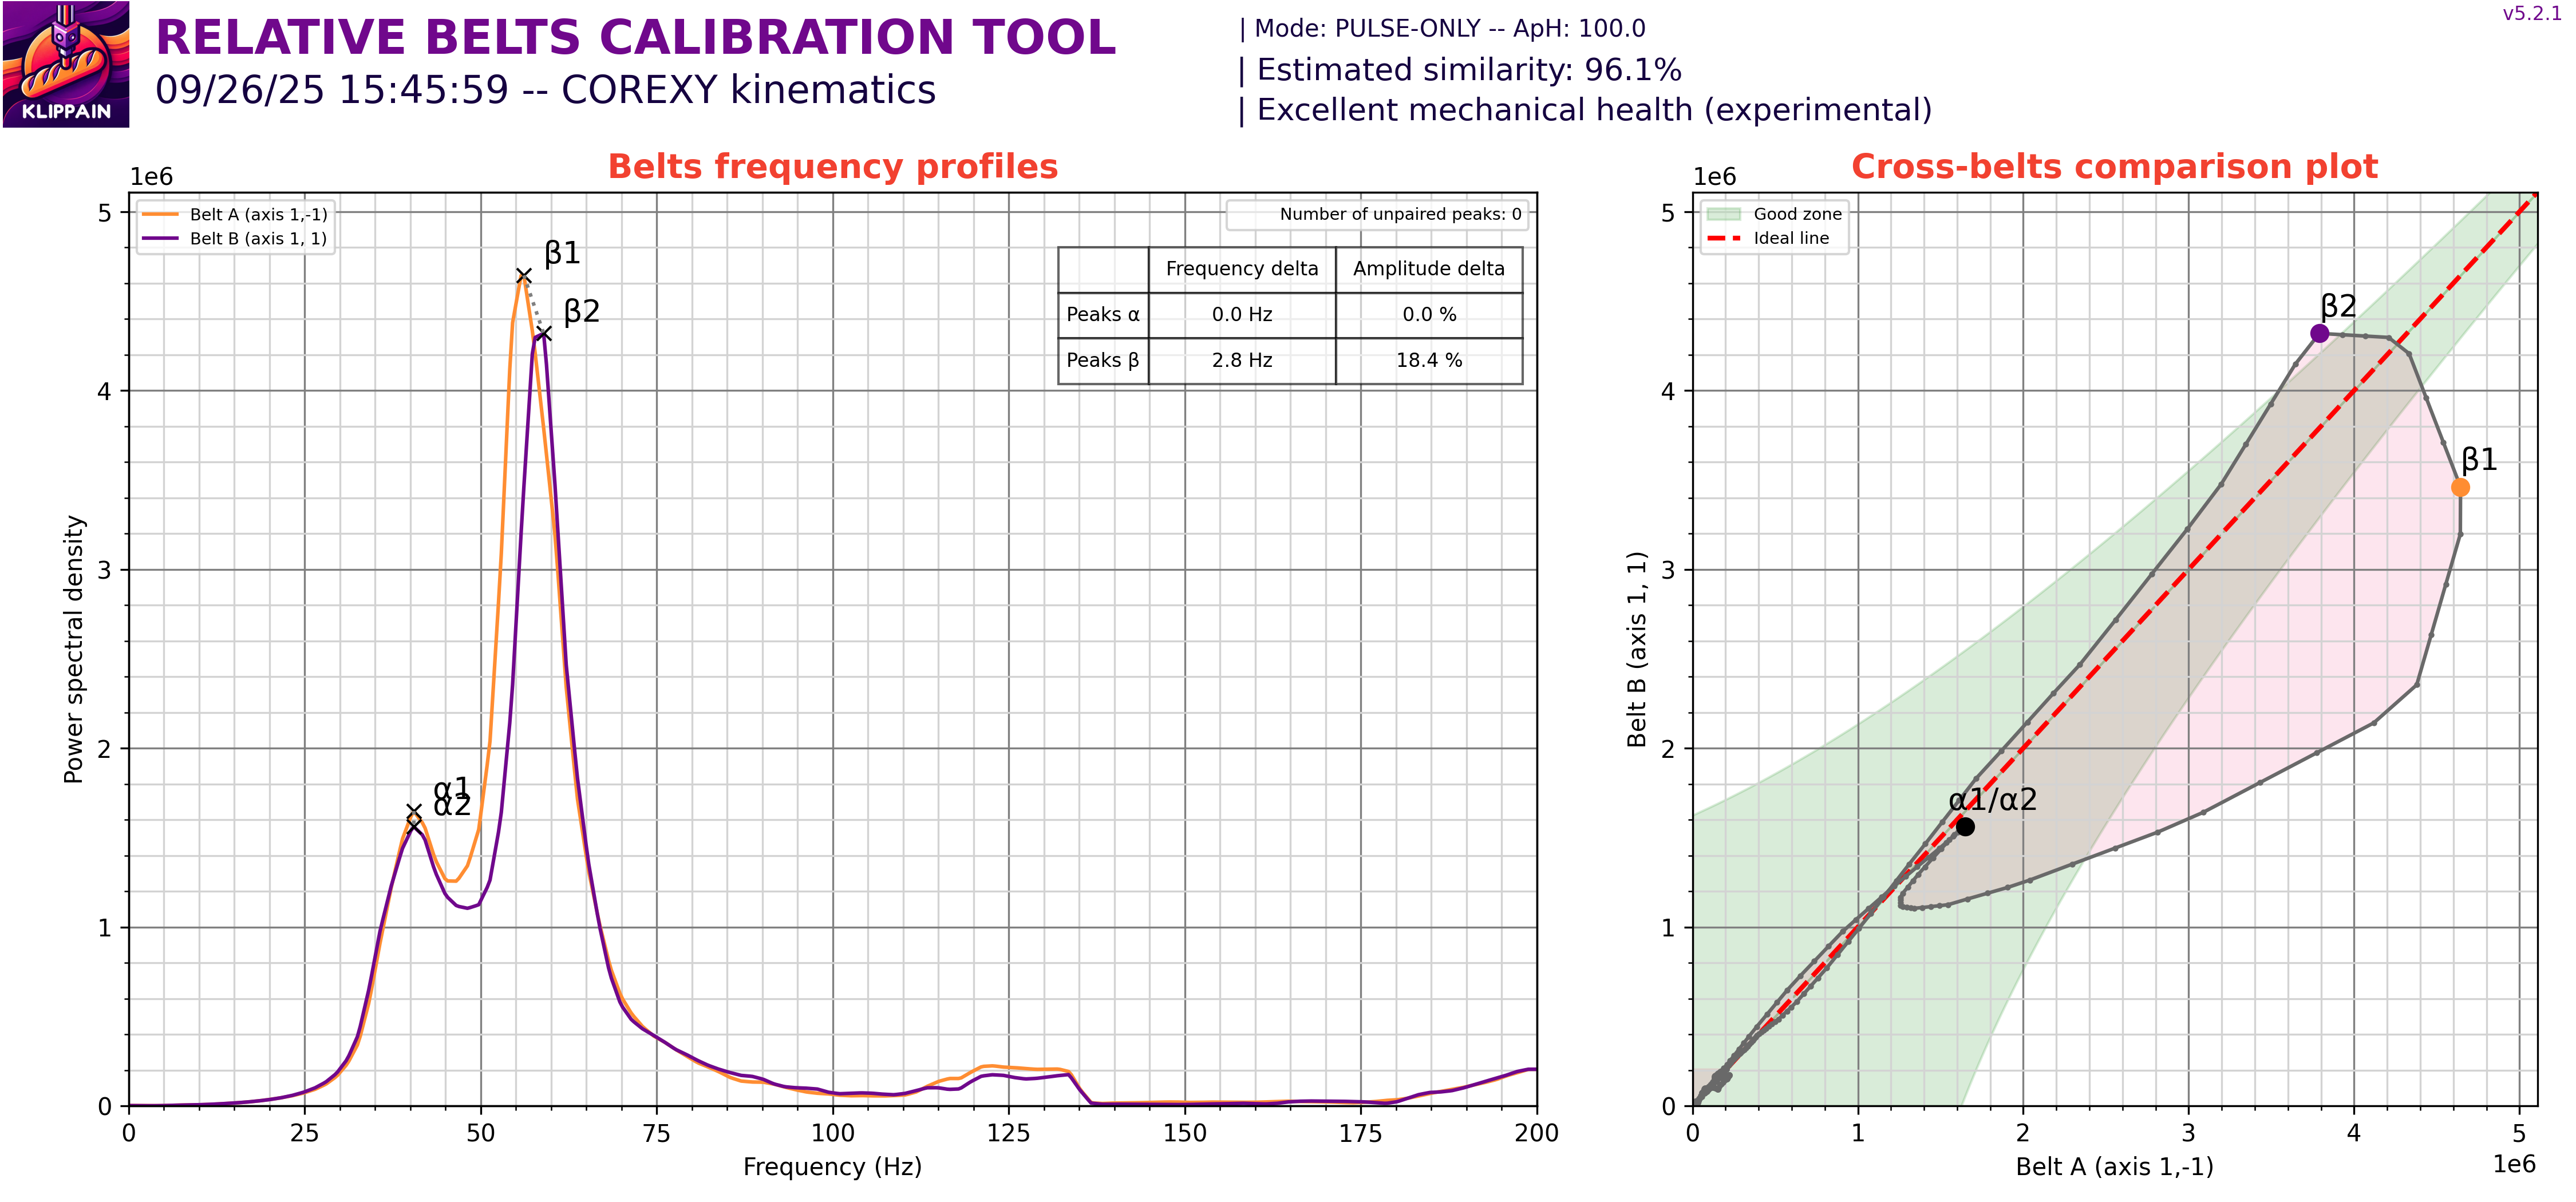 KLIPPAIN
RELATIVE BELTS CALIBRATION TOOL
09/26/25 15:45:59 -- COREXY kinematics
| Mode: PULSE-ONLY -- ApH: 100.0
| Estimated similarity: 96.1%
| Excellent mechanical health (experimental)
v5.2.1
Belts frequency profiles
1e6
Belt A (axis 1,-1)
Belt B (axis 1, 1)
Number of unpaired peaks: 0
Frequency delta Amplitude delta
Peaks α 0.0 Hz 0.0 %
Peaks β 2.8 Hz 18.4 %
β1
β2
α1
α2
5
4
3
2
1
0
Power spectral density
0 25 50 75 100 125 150 175 200
Frequency (Hz)
Cross-belts comparison plot
1e6
Good zone
Ideal line
β2
β1
α1/α2
5
4
3
2
1
0
Belt B (axis 1, 1)
0 1 2 3 4 5
Belt A (axis 1,-1)
1e6